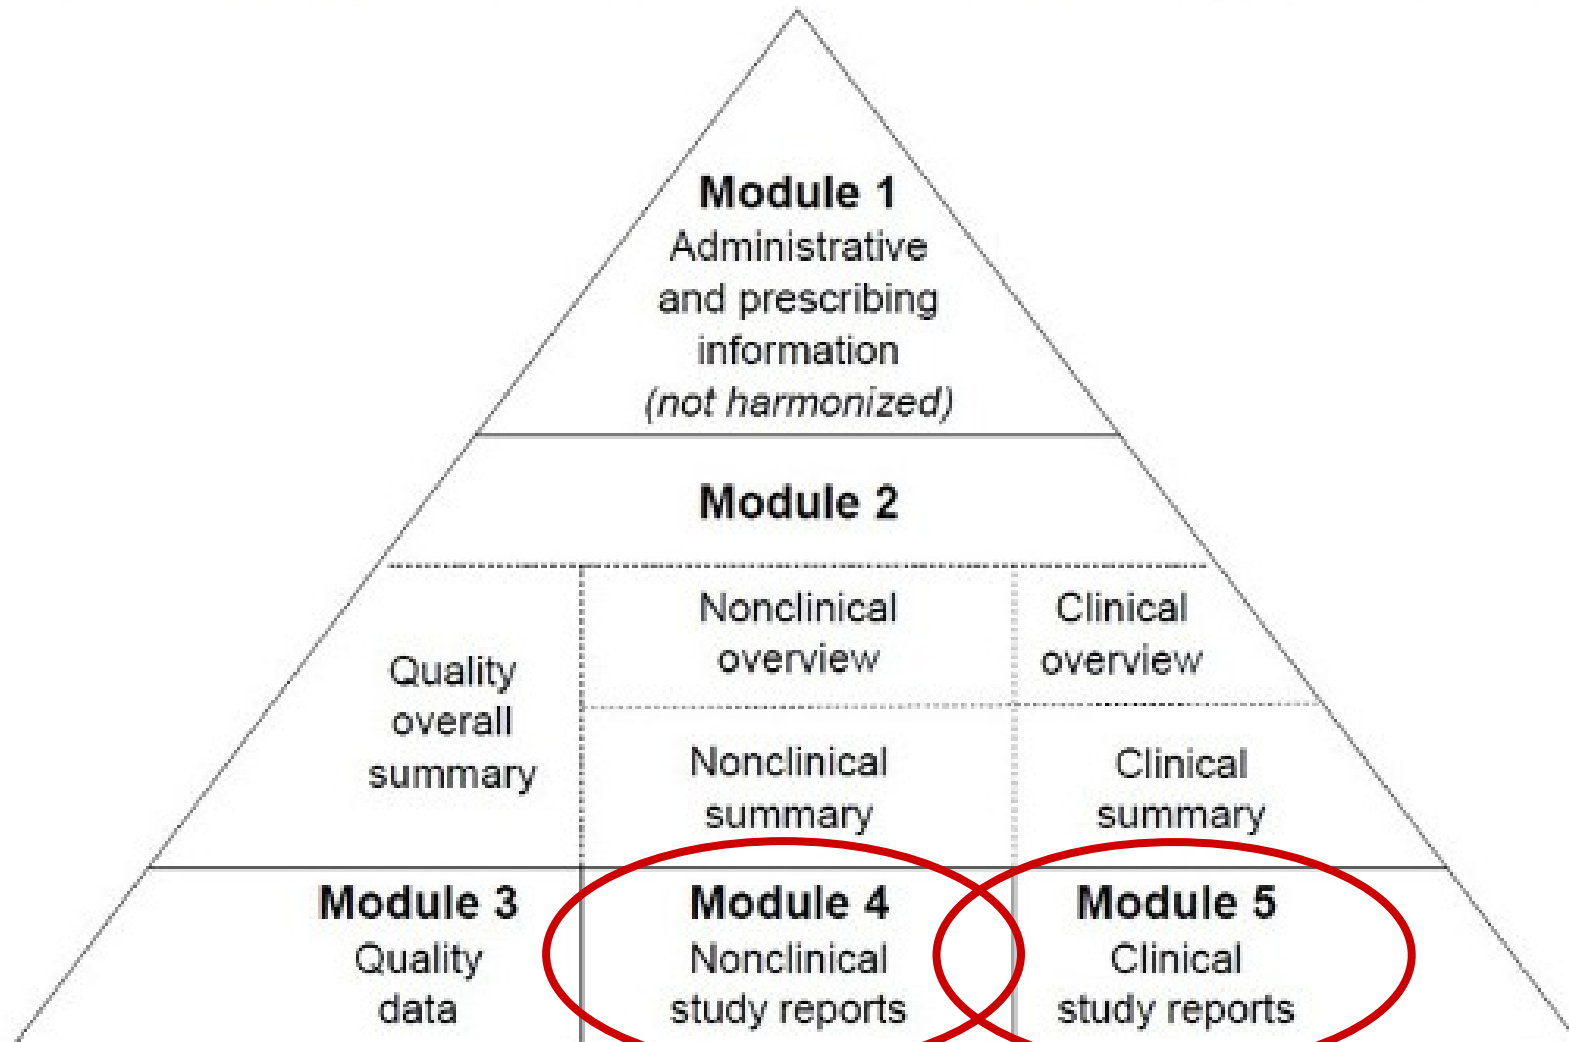 Module 1
Administrative
and prescribing
information
(not harmonized)
Module 2
Quality
overall
summary
Nonclinical
overview
Clinical
overview
Nonclinical
summary
Clinical
summary
Module 3
Quality
data
Module 4
Nonclinical
study reports
Module 5
Clinical
study reports